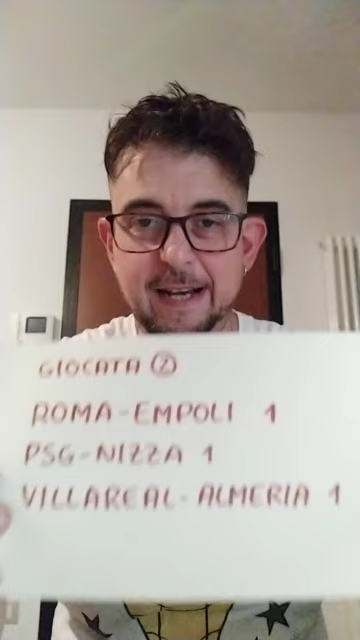 GIOCATA ②
ROMA-EMPOLI 1
PSG-NIZZA 1
VILLAREAL-ALMERIA 1